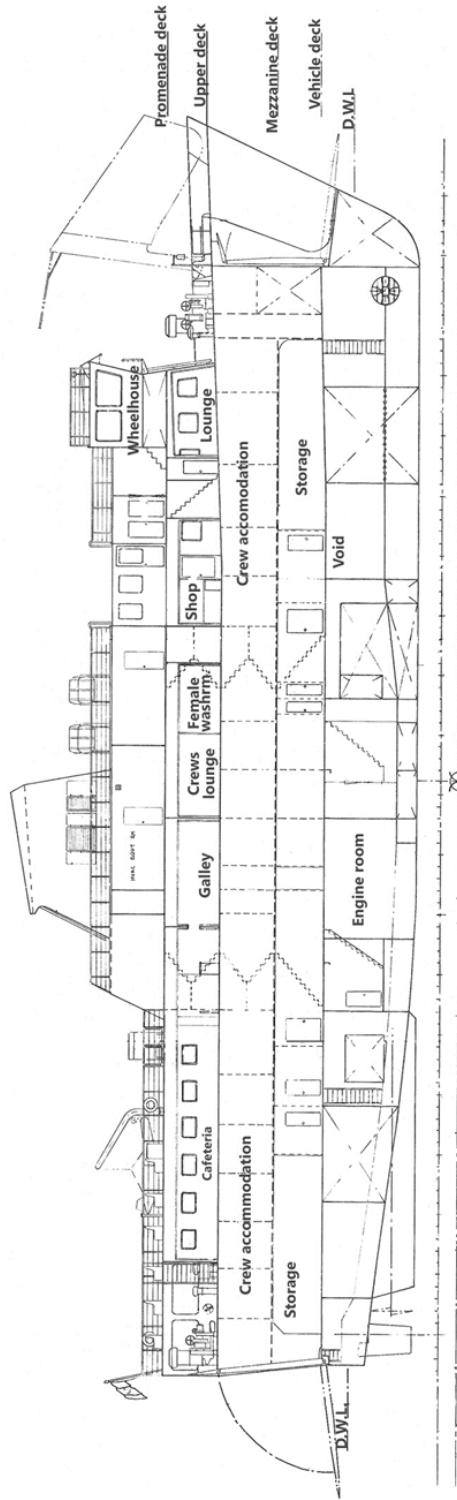 Promenade deck
Upper deck
Mezzanine deck
Vehicle deck
D.W.L
Wheelhouse
Lounge
Crew accomodation
Storage
Shop
Void
Female
washrm
Crews
lounge
Galley
Engine room
Cafeteria
Crew accommodation
Storage
D.W.L.